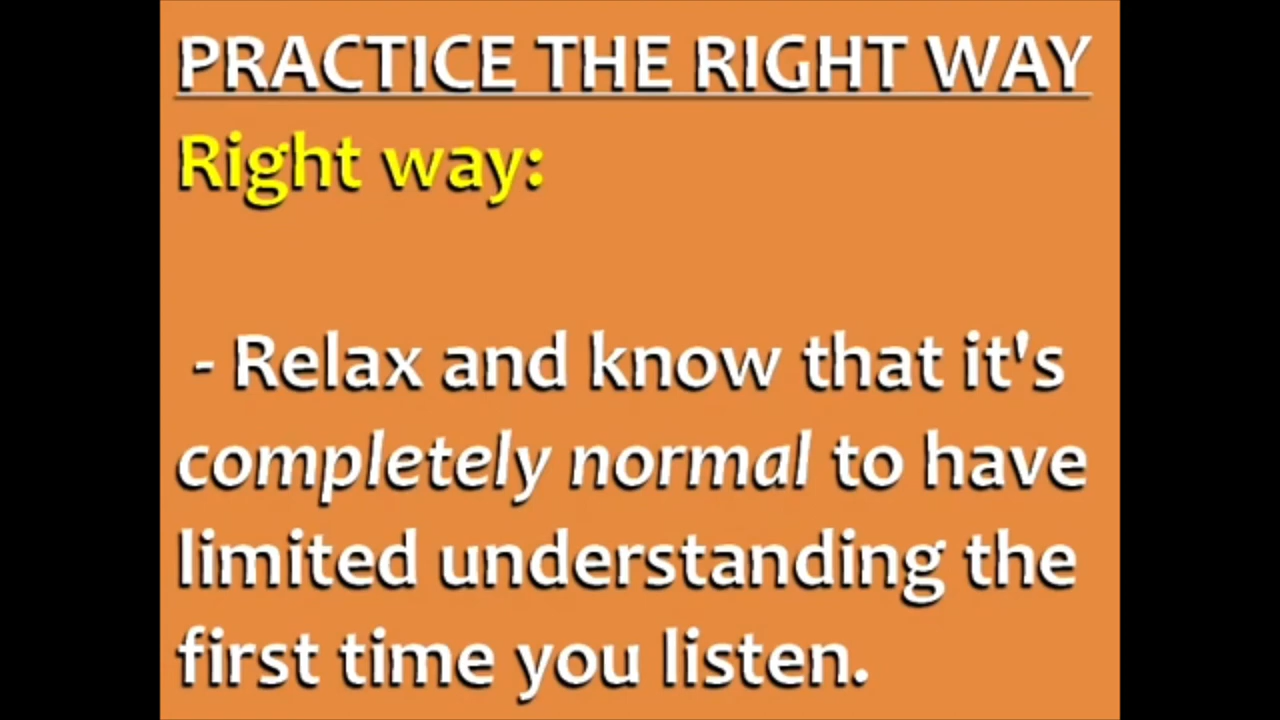 PRACTICE THE RIGHT WAY
Right way:
- Relax and know that it's
completely normal to have
limited understanding the
first time you listen.